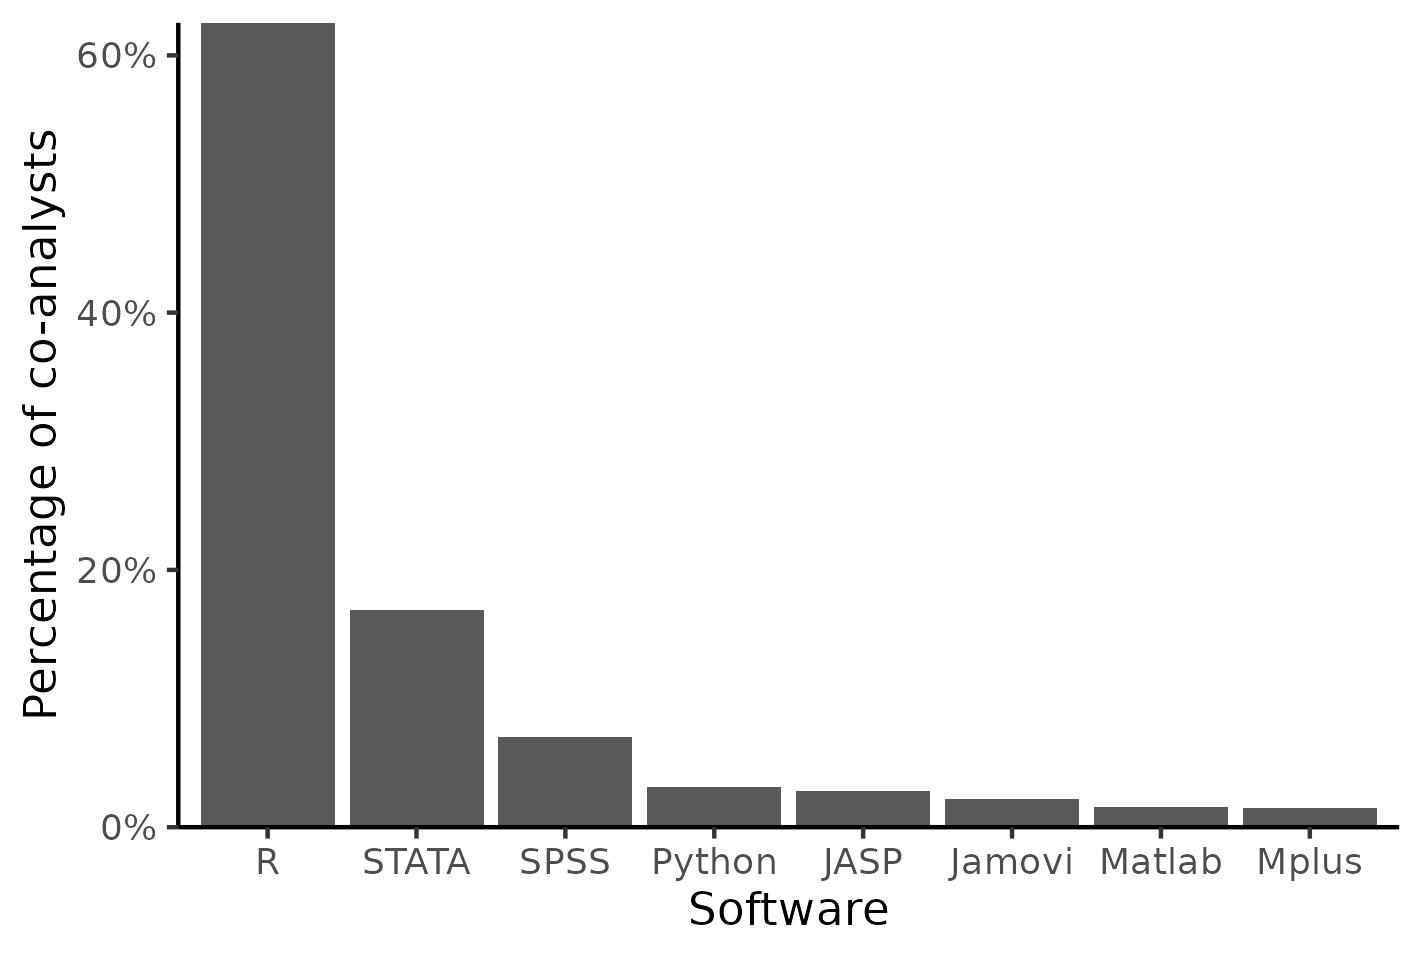 Percentage of co-analysts
60%
40%
20%
0%
R STATA SPSS Python JASP Jamovi Matlab Mplus
Software